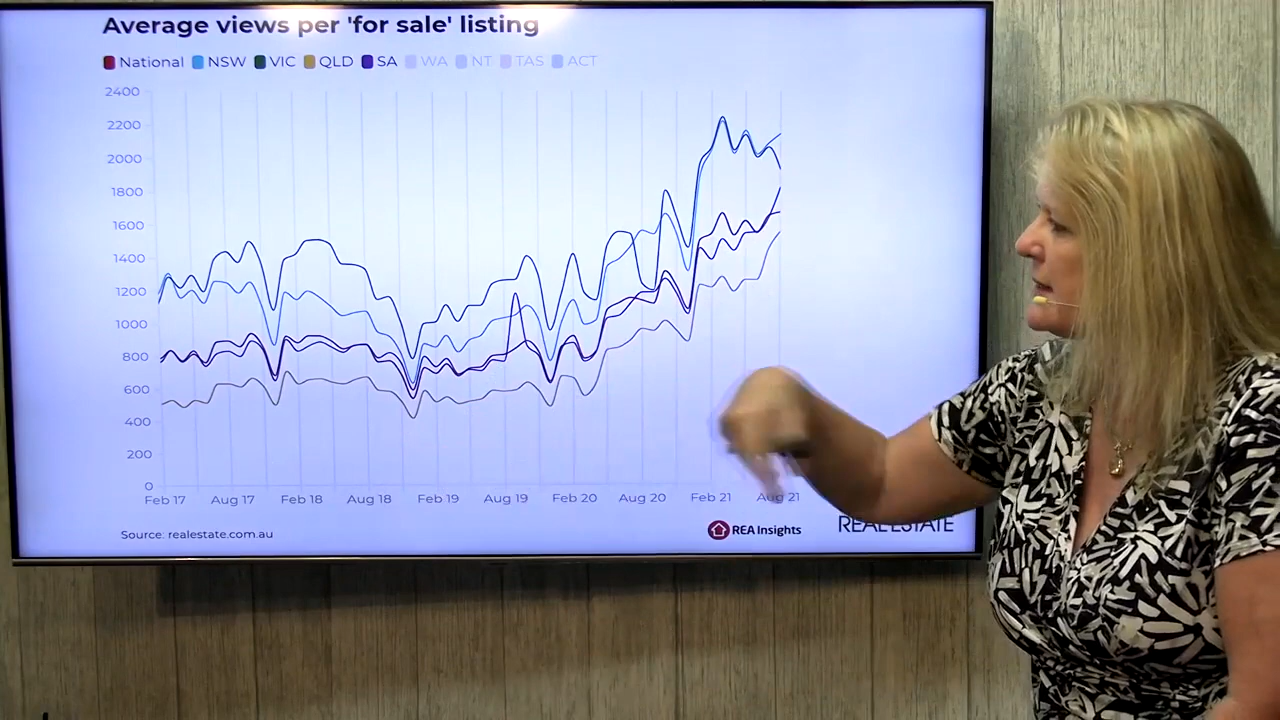 Average views per 'for sale' listing
National NSW VIC QLD SA WA NT TAS ACT
2400
2200
2000
1800
1600
1400
1200
1000
800
600
400
200
0
Feb 17 Aug 17 Feb 18 Aug 18 Feb 19 Aug 19 Feb 20 Aug 20 Feb 21 Aug 21
Source: realestate.com.au
REA Insights
REAL ESTATE